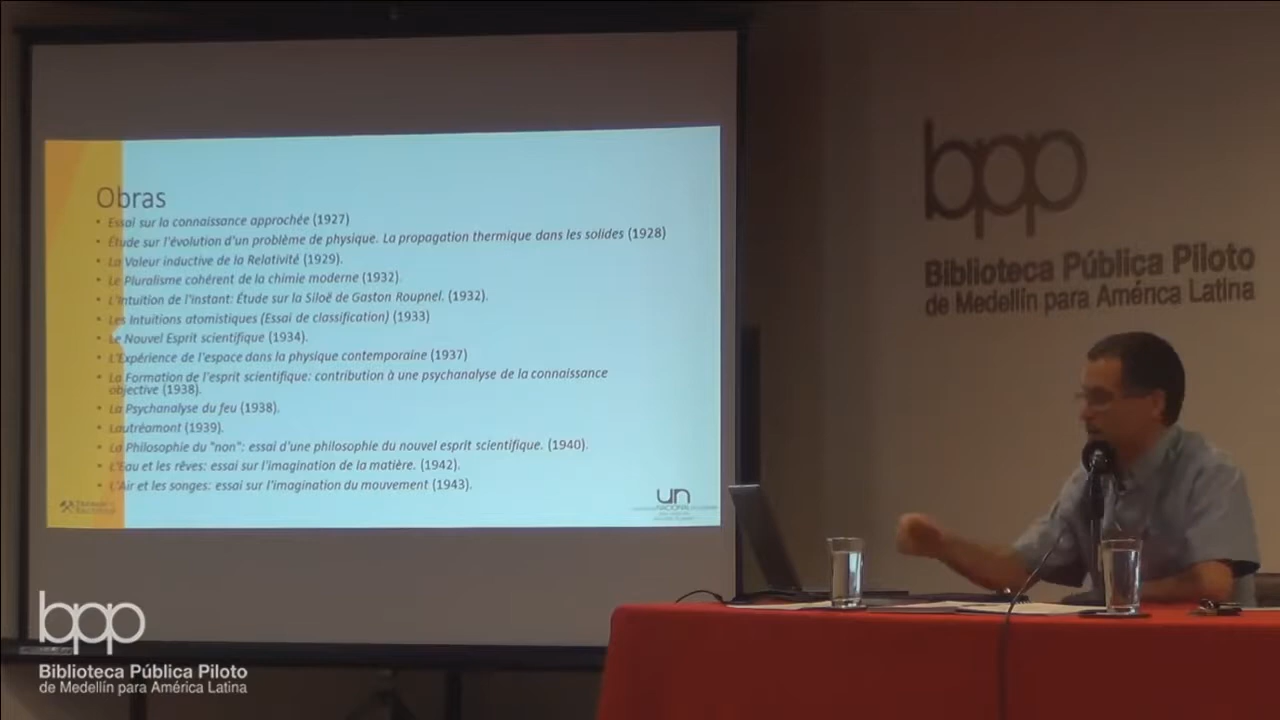 Obras
• Essai sur la connaissance approchée (1927)
• Étude sur l'évolution d'un problème de physique. La propagation thermique dans les solides (1928)
• La Valeur inductive de la Relativité (1929).
• Le Pluralisme cohérent de la chimie moderne (1932).
• L'Intuition de l'instant: Étude sur la Siloë de Gaston Roupnel. (1932).
• Les Intuitions atomistiques (Essai de classification) (1933)
• Le Nouvel Esprit scientifique (1934).
• L'Expérience de l'espace dans la physique contemporaine (1937)
• La Formation de l'esprit scientifique: contribution à une psychanalyse de la connaissance
objective (1938).
• La Psychanalyse du feu (1938).
• Lautréamont (1939).
• La Philosophie du "non": essai d'une philosophie du nouvel esprit scientifique. (1940).
• L'Eau et les rêves: essai sur l'imagination de la matière. (1942).
• L'Air et les songes: essai sur l'imagination du mouvement (1943).
un
NACIONAL
bpp
Biblioteca Pública Piloto
de Medellín para América Latina
bpp
Biblioteca Pública Piloto
de Medellín para América Latina